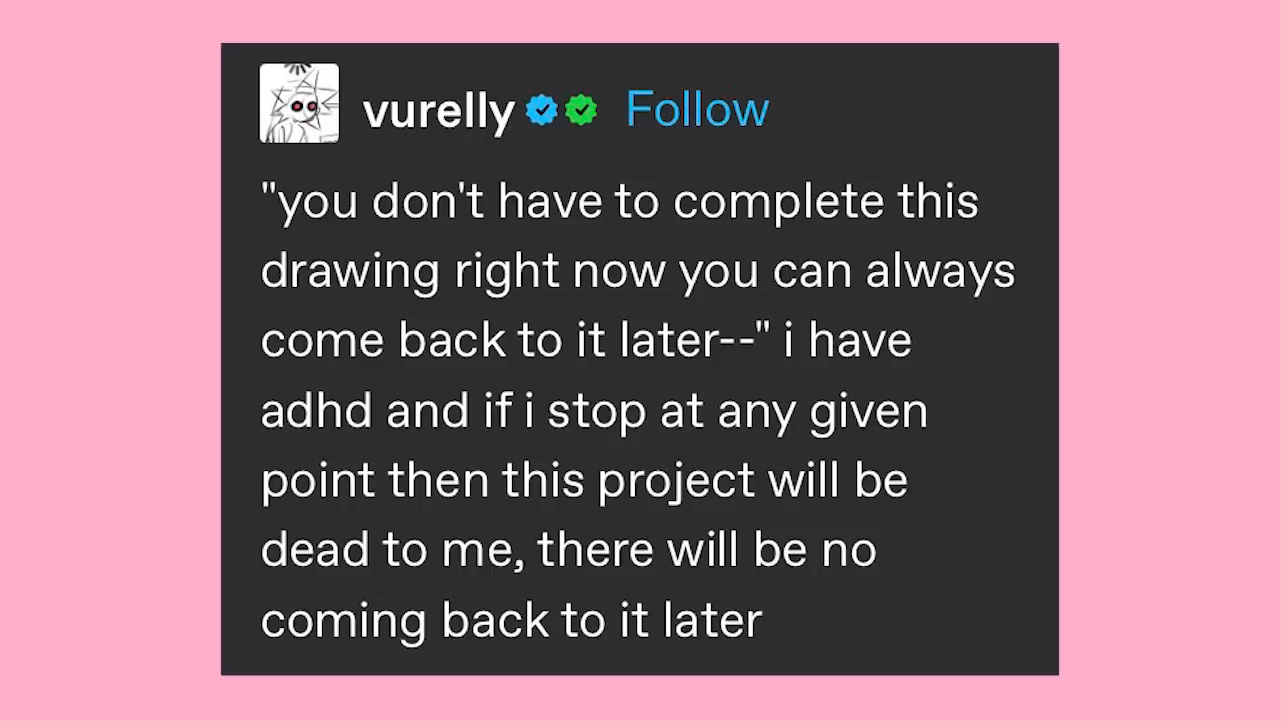 vurelly Follow
"you don't have to complete this
drawing right now you can always
come back to it later--" i have
adhd and if i stop at any given
point then this project will be
dead to me, there will be no
coming back to it later